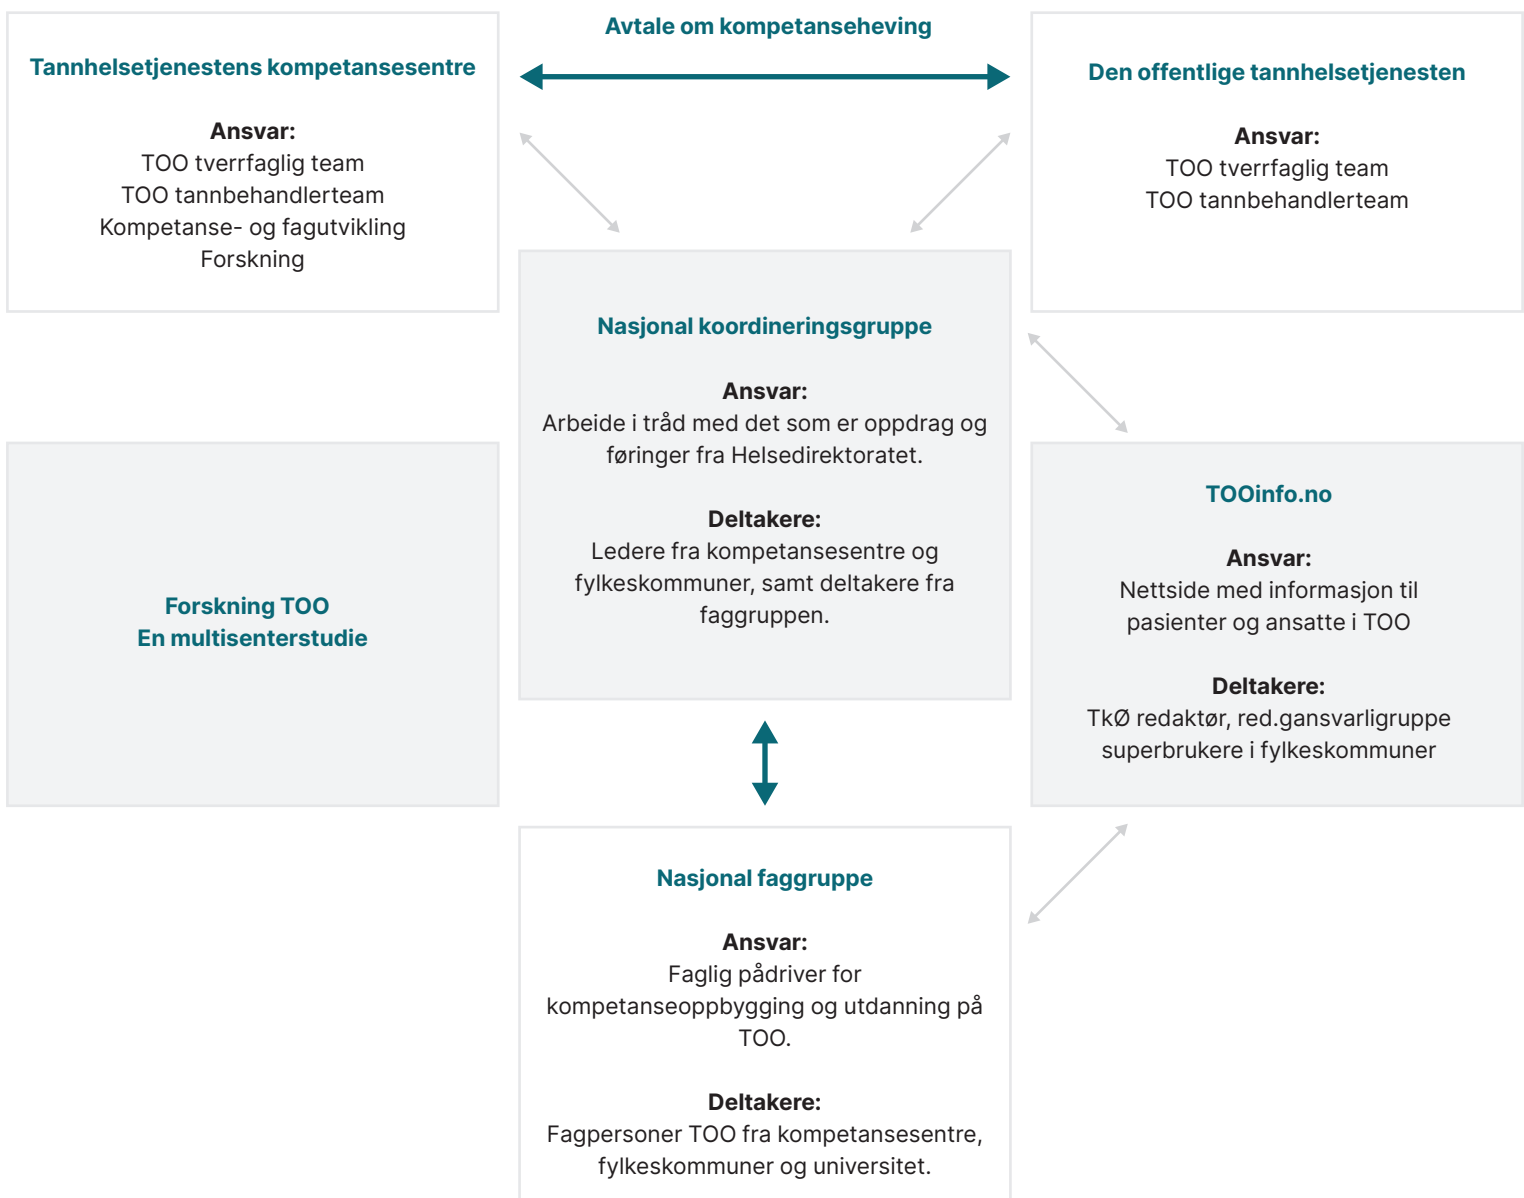 Avtale om kompetanseheving
Tannhelsetjenestens kompetansesentre
Ansvar:
TOO tverrfaglig team
TOO tannbehandlerteam
Kompetanse- og fagutvikling
Forskning
Den offentlige tannhelsetjenesten
Ansvar:
TOO tverrfaglig team
TOO tannbehandlerteam
Nasjonal koordineringsgruppe
Ansvar:
Arbeide i tråd med det som er oppdrag og
føringer fra Helsedirektoratet.
Deltakere:
Ledere fra kompetansesentre og
fylkeskommuner, samt deltakere fra
faggruppen.
Forskning TOO
En multisenterstudie
TOOinfo.no
Ansvar:
Nettside med informasjon til
pasienter og ansatte i TOO
Deltakere:
TkØ redaktør, red.gansvarligruppe
superbrukere i fylkeskommuner
Nasjonal faggruppe
Ansvar:
Faglig pådriver for
kompetanseoppbygging og utdanning på
TOO.
Deltakere:
Fagpersoner TOO fra kompetansesentre,
fylkeskommuner og universitet.